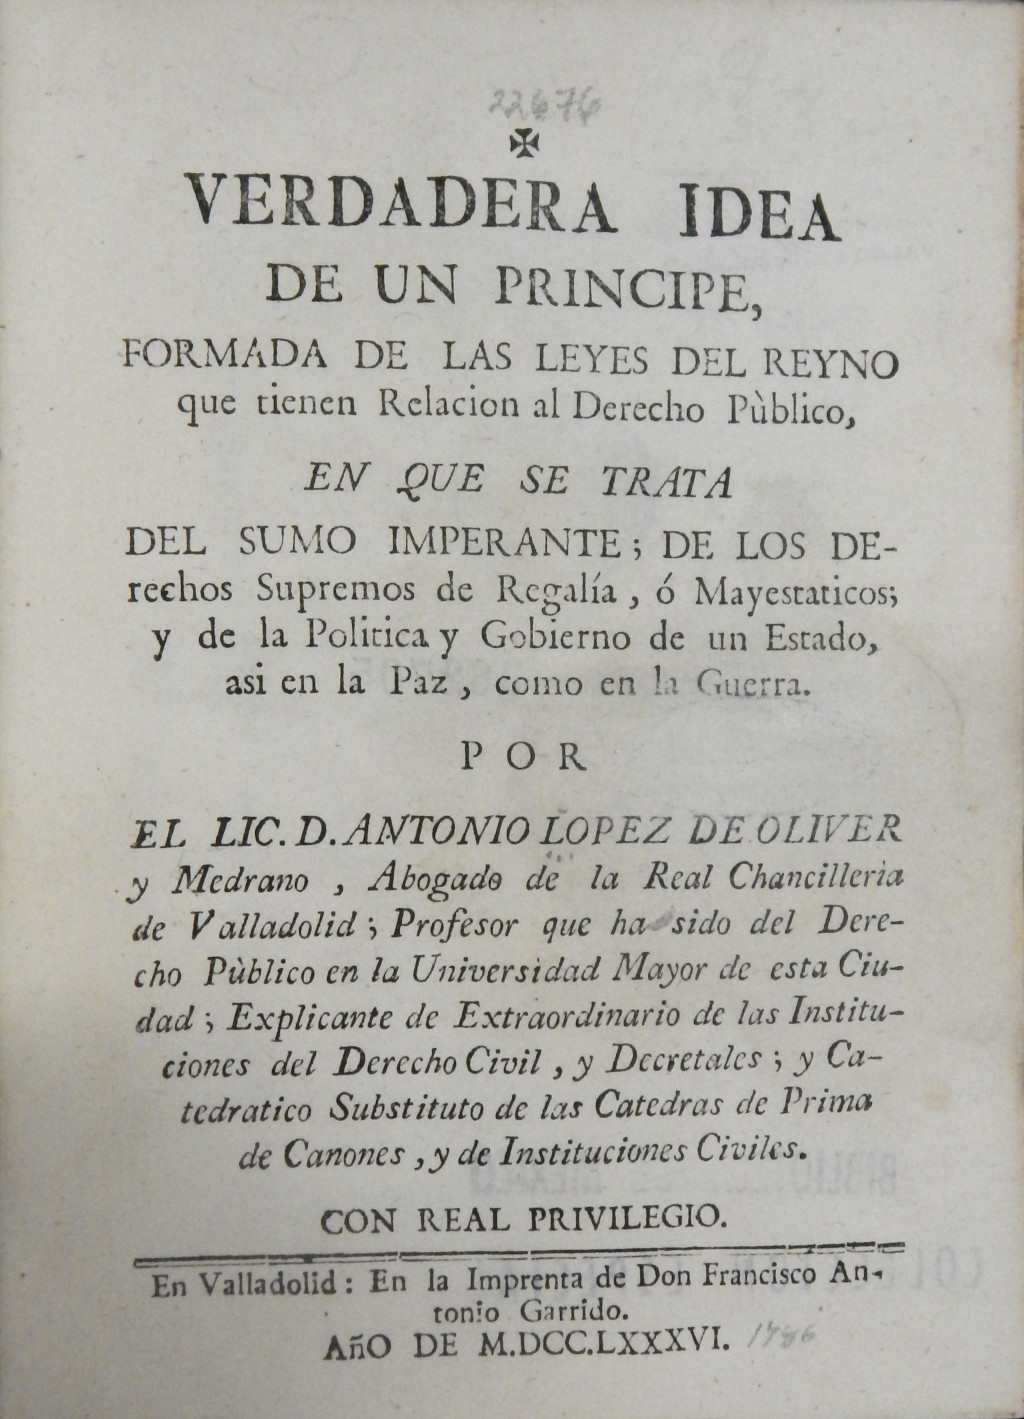 22676
✠
VERDADERA IDEA
DE UN PRINCIPE,
FORMADA DE LAS LEYES DEL REYNO
que tienen Relacion al Derecho Pùblico,
EN QUE SE TRATA
DEL SUMO IMPERANTE; DE LOS DE-
rechos Supremos de Regalía, ó Mayestaticos;
y de la Politica y Gobierno de un Estado,
asi en la Paz, como en la Guerra.
POR
EL LIC. D. ANTONIO LOPEZ DE OLIVER
y Medrano, Abogado de la Real Chancilleria
de Valladolid; Profesor que ha sido del Dere-
cho Pùblico en la Universidad Mayor de esta Ciu-
dad; Explicante de Extraordinario de las Institu-
ciones del Derecho Civil, y Decretales; y Ca-
tedratico Substituto de las Catedras de Prima
de Canones, y de Instituciones Civiles.
CON REAL PRIVILEGIO.
En Valladolid: En la Imprenta de Don Francisco An-
tonio Garrido.
AñO DE M.DCC.LXXXVI. 1786